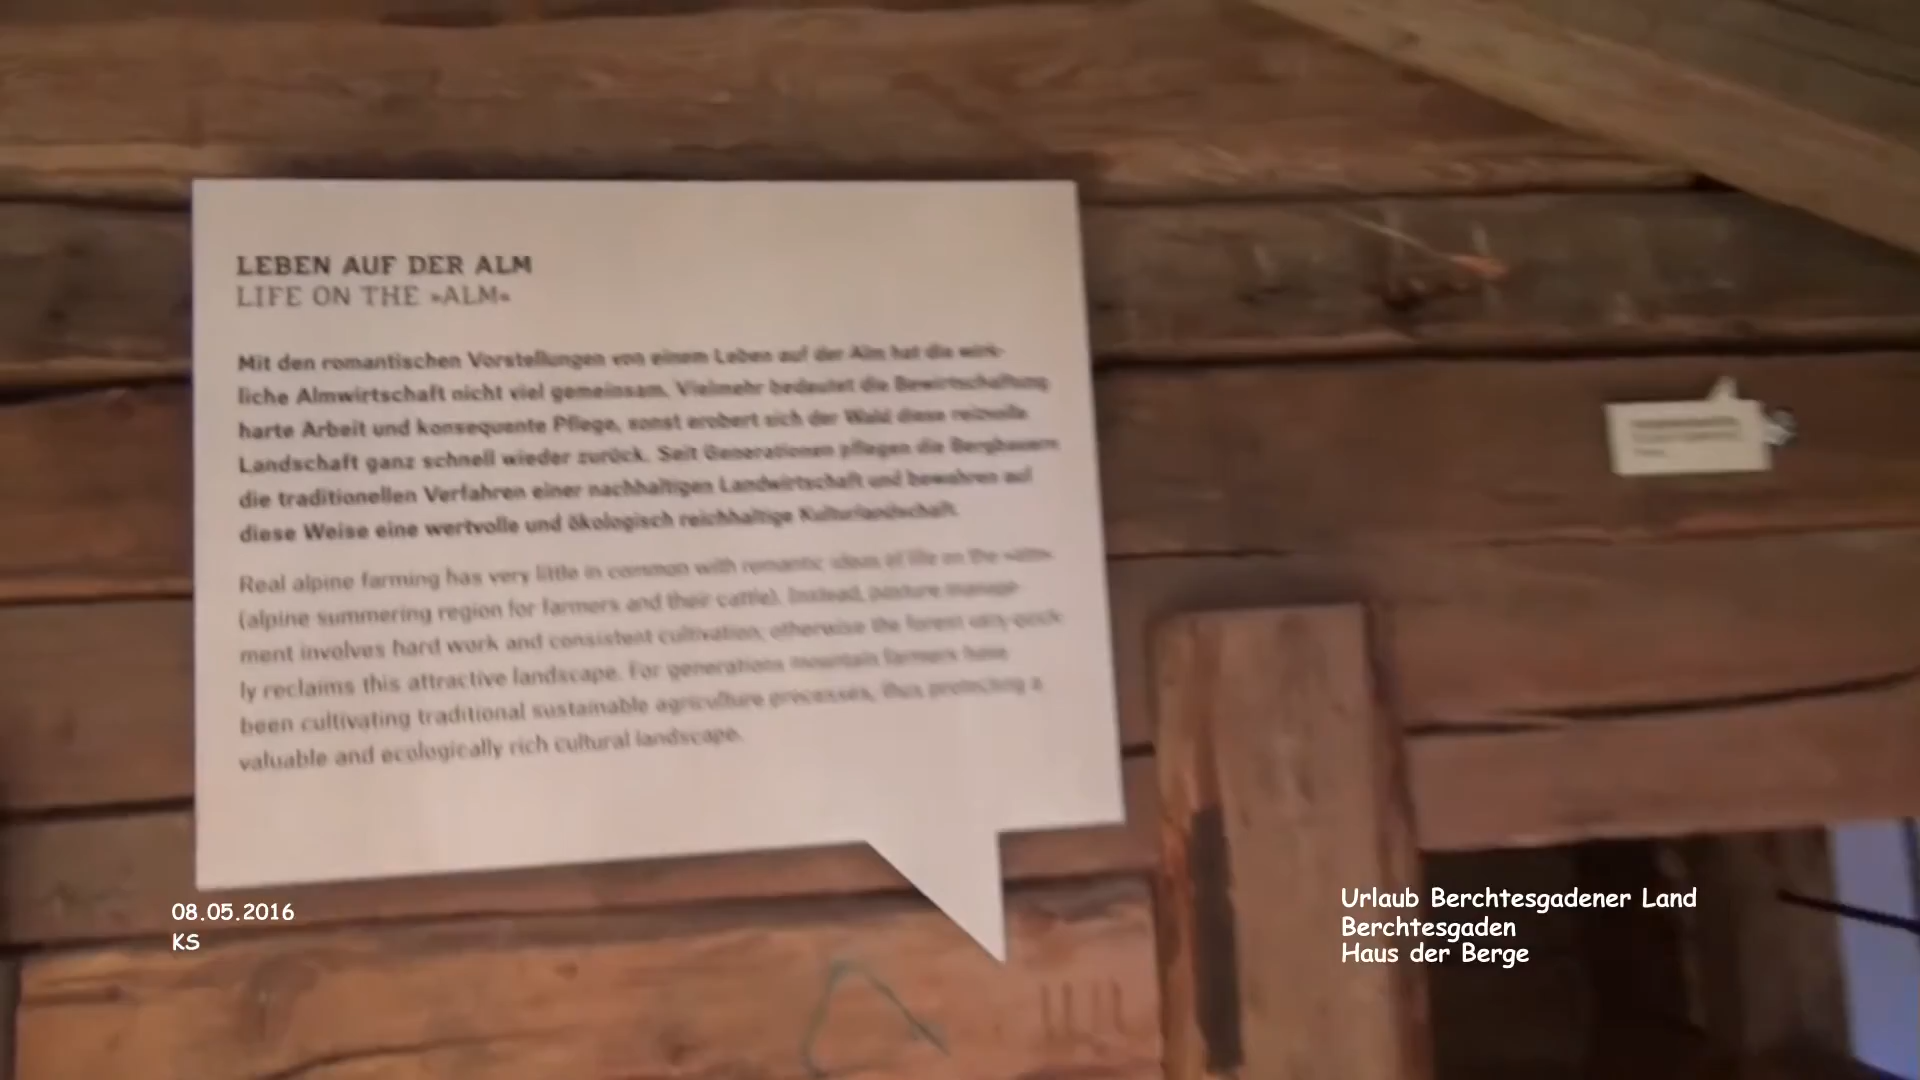 LEBEN AUF DER ALM
LIFE ON THE »ALM«
Mit den romantischen Vorstellungen von einem Leben auf der Alm hat die wirk-
liche Almwirtschaft nicht viel gemeinsam. Vielmehr bedeutet die Bewirtschaftung
harte Arbeit und konsequente Pflege, sonst erobert sich der Wald diese reizvolle
Landschaft ganz schnell wieder zurück. Seit Generationen pflegen die Bergbauern
die traditionellen Verfahren einer nachhaltigen Landwirtschaft und bewahren auf
diese Weise eine wertvolle und ökologisch reichhaltige Kulturlandschaft.
Real alpine farming has very little in common with romantic ideas of life on the »alm«
(alpine summering region for farmers and their cattle). Instead, pasture manage-
ment involves hard work and consistent cultivation, otherwise the forest very quick-
ly reclaims this attractive landscape. For generations mountain farmers have
been cultivating traditional sustainable agriculture processes, thus protecting a
valuable and ecologically rich cultural landscape.
08.05.2016
KS
Urlaub Berchtesgadener Land
Berchtesgaden
Haus der Berge